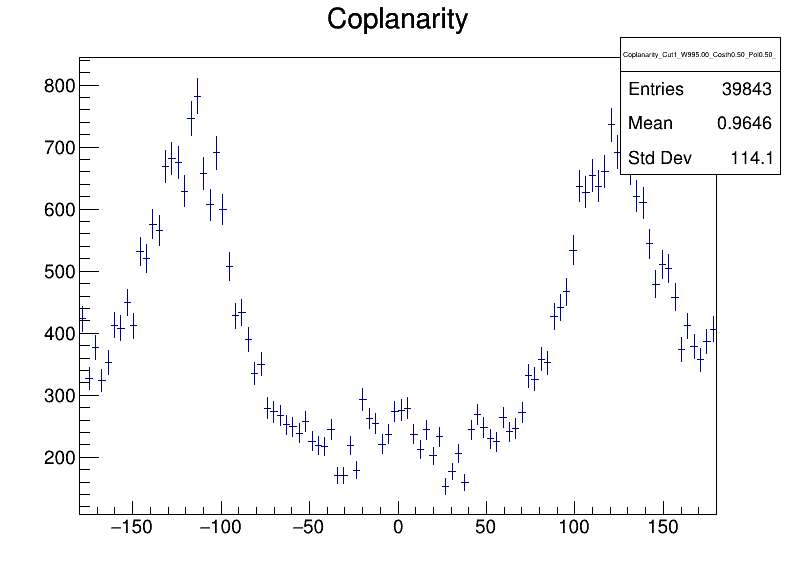 Coplanarity
Coplanarity_Cut1_W995.00_Costh0.50_Pol0.50_
Entries 39843
Mean 0.9646
Std Dev 114.1
800
700
600
500
400
300
200
−150 −100 −50 0 50 100 150